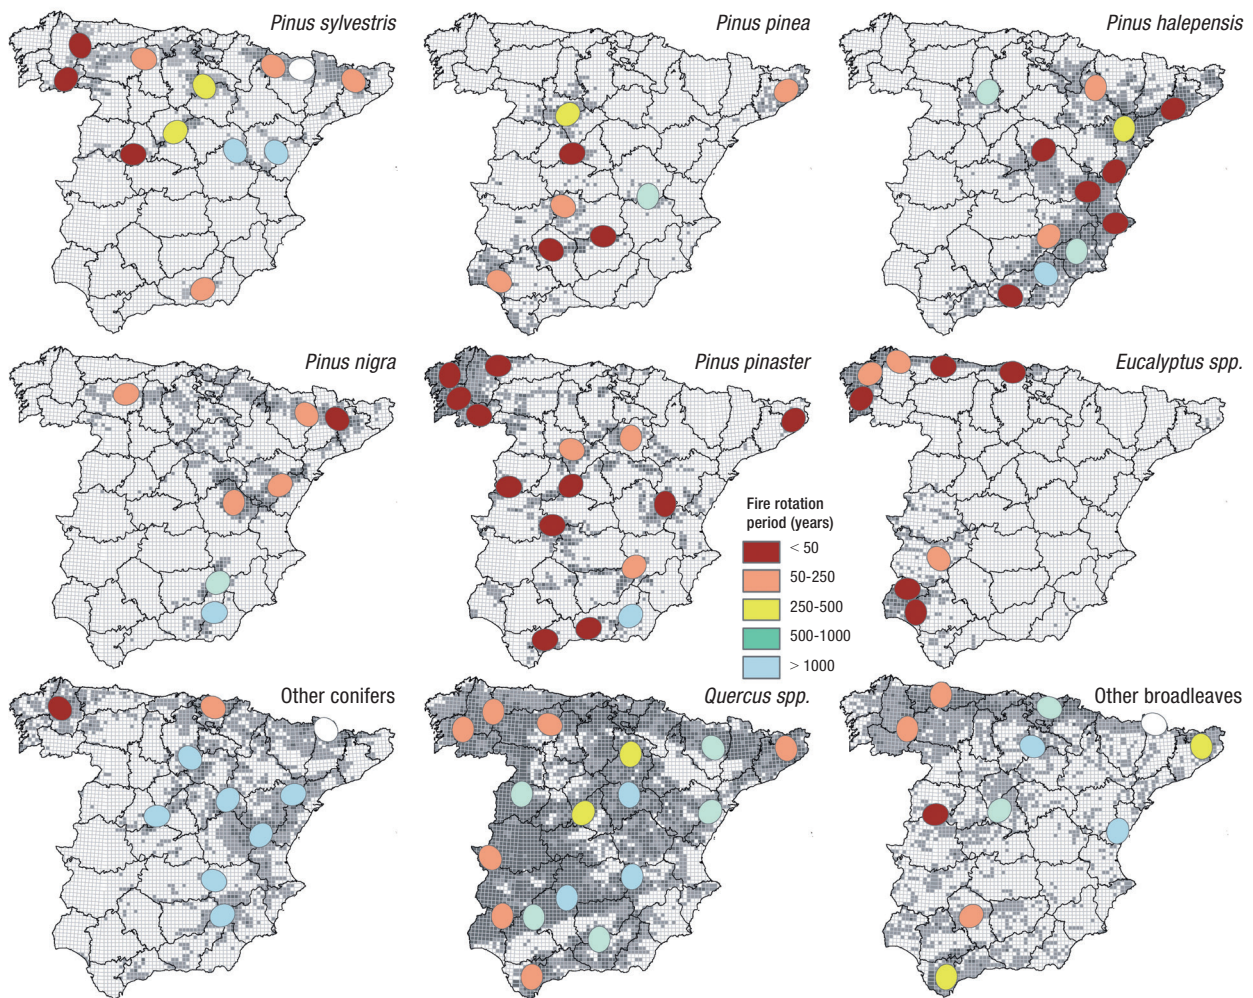 Pinus sylvestris
Pinus pinea
Pinus halepensis
Pinus nigra
Pinus pinaster
Eucalyptus spp.
Fire rotation
period (years)
< 50
50-250
250-500
500-1000
> 1000
Other conifers
Quercus spp.
Other broadleaves